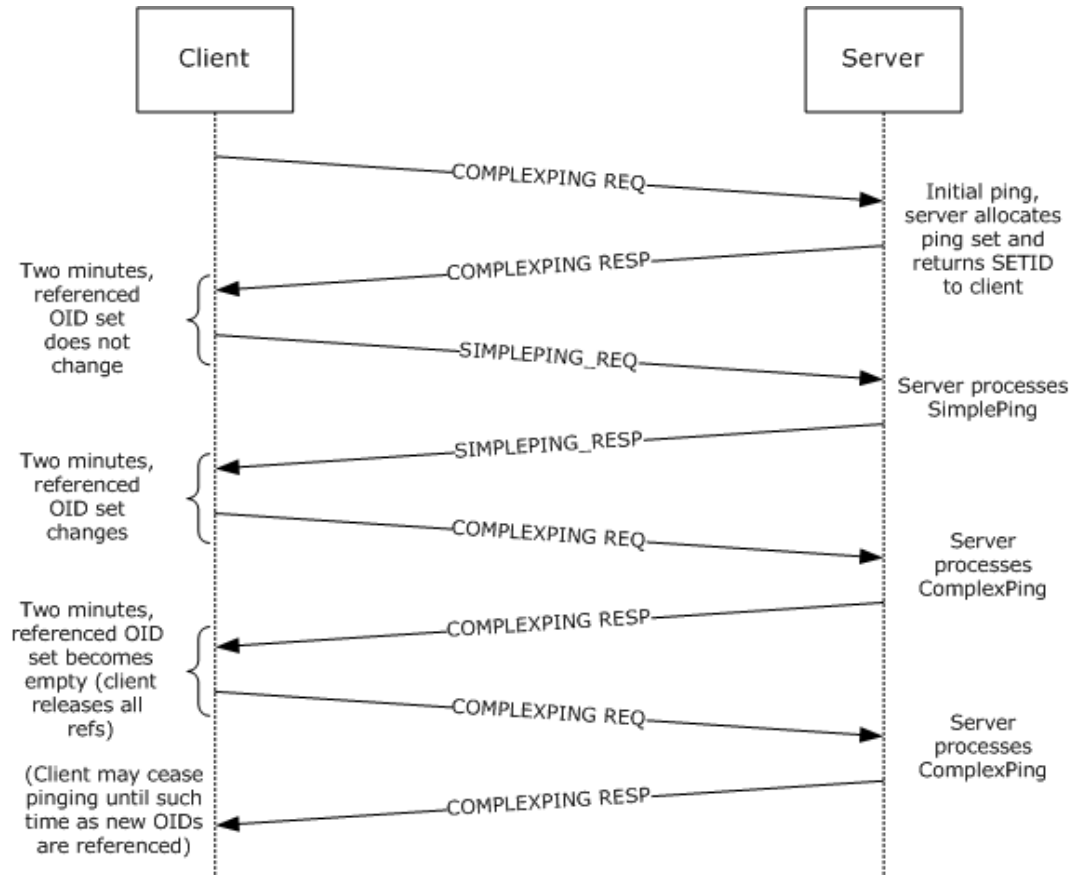 Client
Server
COMPLEXPING REQ
Initial ping,
server allocates
ping set and
returns SETID
to client
COMPLEXPING RESP
Two minutes,
referenced
OID set
does not
change
SIMPLEPING_REQ
Server processes
SimplePing
SIMPLEPING_RESP
Two minutes,
referenced
OID set
changes
COMPLEXPING REQ
Server
processes
ComplexPing
COMPLEXPING RESP
Two minutes,
referenced OID
set becomes
empty (client
releases all
refs)
COMPLEXPING REQ
Server
processes
ComplexPing
COMPLEXPING RESP
(Client may cease
pinging until such
time as new OIDs
are referenced)